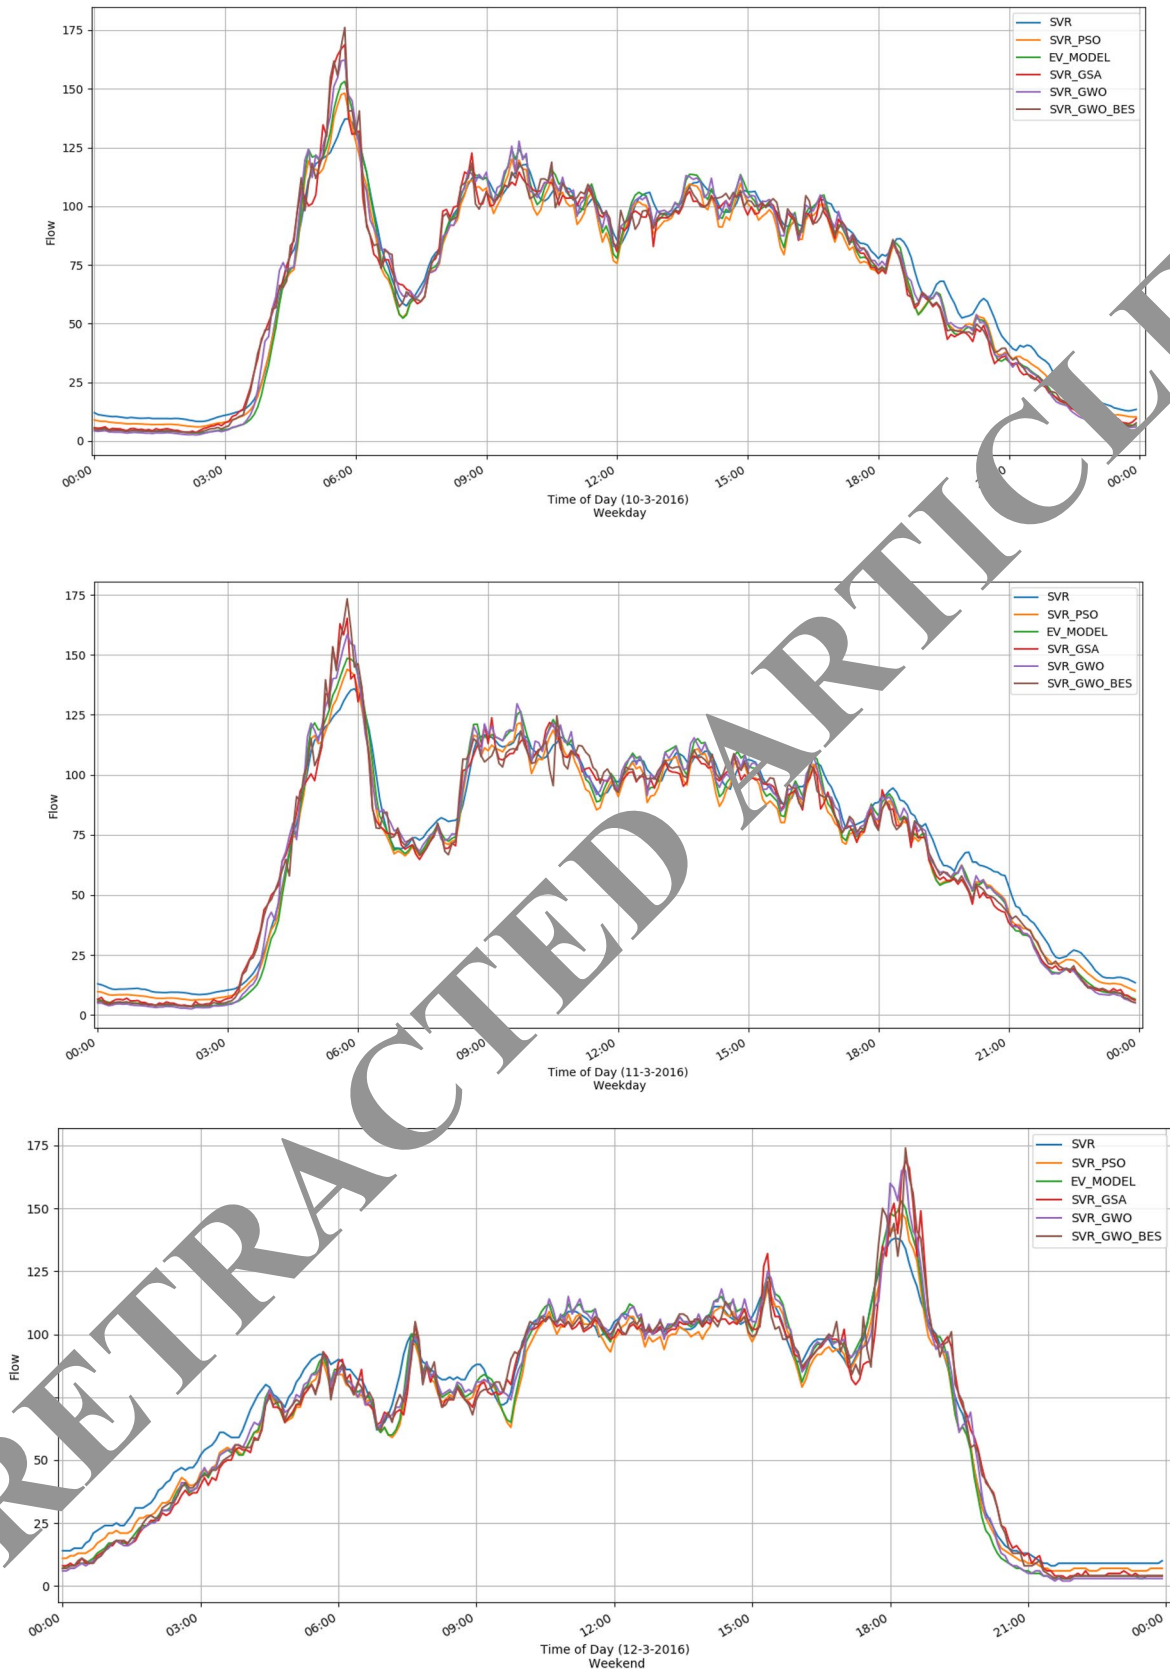 175
150
125
100
75
50
25
0
Flow
SVR
SVR_PSO
EV_MODEL
SVR_GSA
SVR_GWO
SVR_GWO_BES
00:00
03:00
06:00
09:00
12:00
15:00
18:00
00:00
Time of Day (10-3-2016)
Weekday
175
150
125
100
75
50
25
0
Flow
SVR
SVR_PSO
EV_MODEL
SVR_GSA
SVR_GWO
SVR_GWO_BES
00:00
03:00
06:00
09:00
12:00
15:00
18:00
21:00
00:00
Time of Day (11-3-2016)
Weekday
175
150
125
100
50
25
0
Flow
SVR
SVR_PSO
EV_MODEL
SVR_GSA
SVR_GWO
SVR_GWO_BES
00:00
03:00
06:00
09:00
12:00
15:00
18:00
21:00
00:00
Time of Day (12-3-2016)
Weekend
RETRACTED ARTICLE